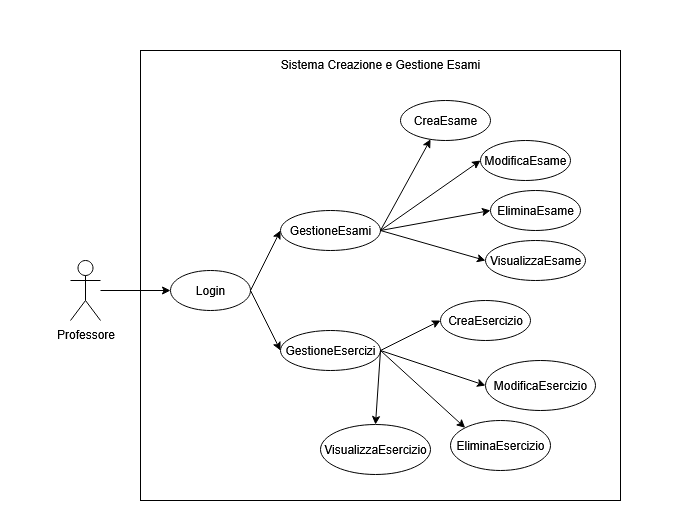 Sistema Creazione e Gestione Esami
CreaEsame
ModificaEsame
EliminaEsame
GestioneEsami
VisualizzaEsame
Login
Professore
CreaEsercizio
GestioneEsercizi
ModificaEsercizio
VisualizzaEsercizio
EliminaEsercizio